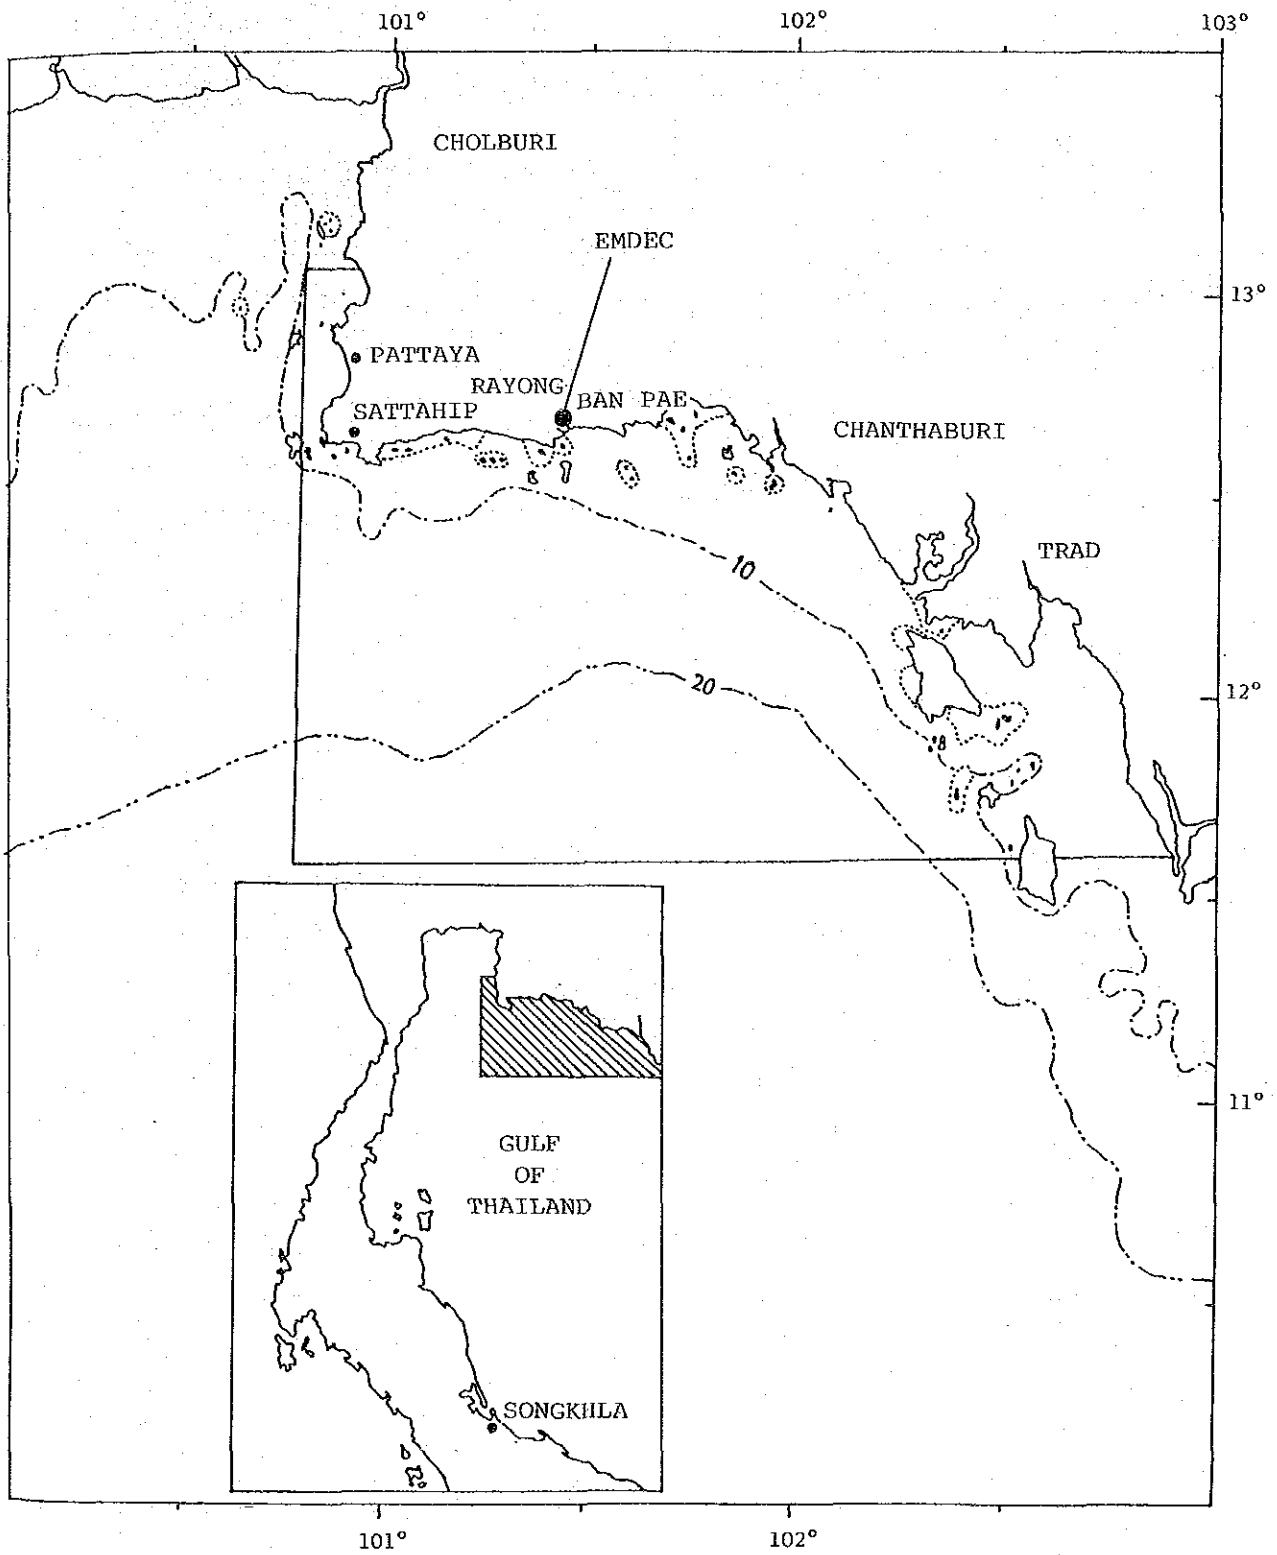 101°
102°
103°
CHOLBURI
EMDEC
13°
PATTAYA
RAYONG
BAN PAE
SATTAHIP
CHANTHABURI
TRAD
10
20
12°
11°
GULF
OF
THAILAND
SONGKHLA
101°
102°